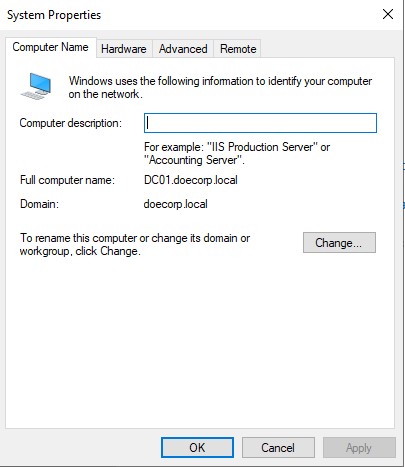 System Properties
Computer Name Hardware Advanced Remote
Windows uses the following information to identify your computer
on the network.
Computer description:
For example: "IIS Production Server" or
"Accounting Server".
Full computer name: DC01.doecorp.local
Domain: doecorp.local
To rename this computer or change its domain or
workgroup, click Change.
Change...
OK Cancel Apply